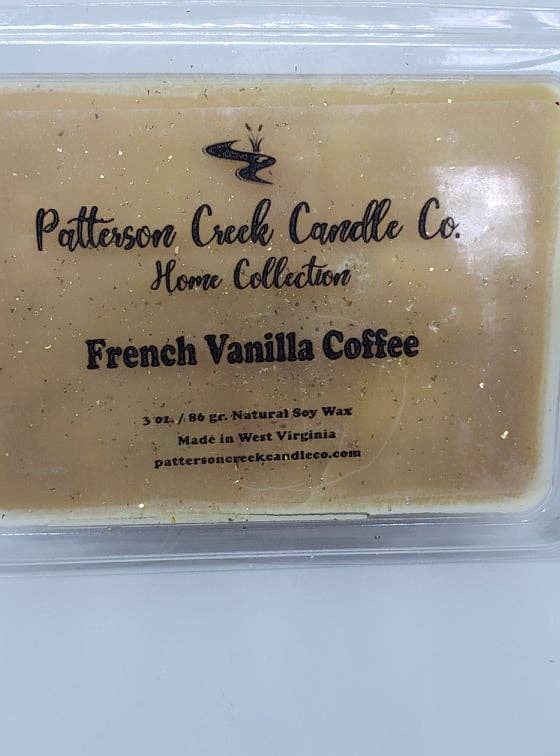 Patterson Creek Candle Co.
Home Collection
French Vanilla Coffee
3 oz. / 86 gr. Natural Soy Wax
Made in West Virginia
pattersoncreekcandleco.com